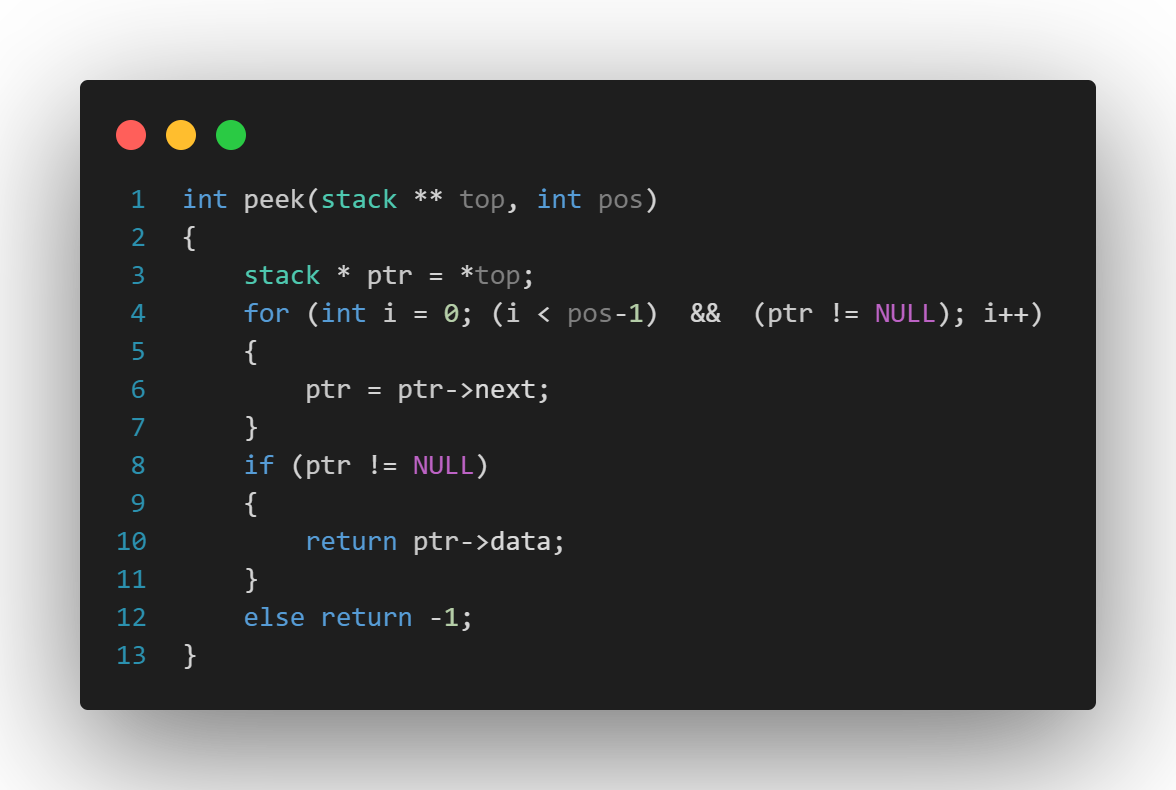 1 int peek(stack ** top, int pos)
2 {
3     stack * ptr = *top;
4     for (int i = 0; (i < pos-1)  &&  (ptr != NULL); i++)
5     {
6         ptr = ptr->next;
7     }
8     if (ptr != NULL)
9     {
10         return ptr->data;
11     }
12     else return -1;
13 }